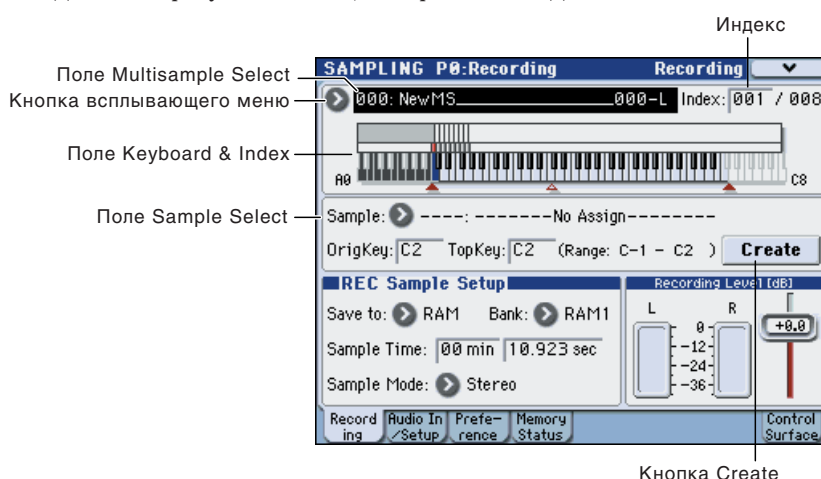 Индекс
SAMPLING P0:Recording Recording
Поле Multisample Select
000: NewMS 000-L Index: 001 / 008
Кнопка всплывающего меню
Поле Keyboard & Index
A0 C8
Поле Sample Select
Sample: ----: -------No Assign--------
OrigKey: C2 TopKey: C2 (Range: C-1 - C2 ) Create
REC Sample Setup Recording Level [dB]
Save to: RAM Bank: RAM1
L R
0
+0.0
-12
-24
-36
Sample Time: 00 min 10.923 sec
Sample Mode: Stereo
Record ing Audio In /Setup Prefe- rence Memory Status Control Surface
Кнопка Create